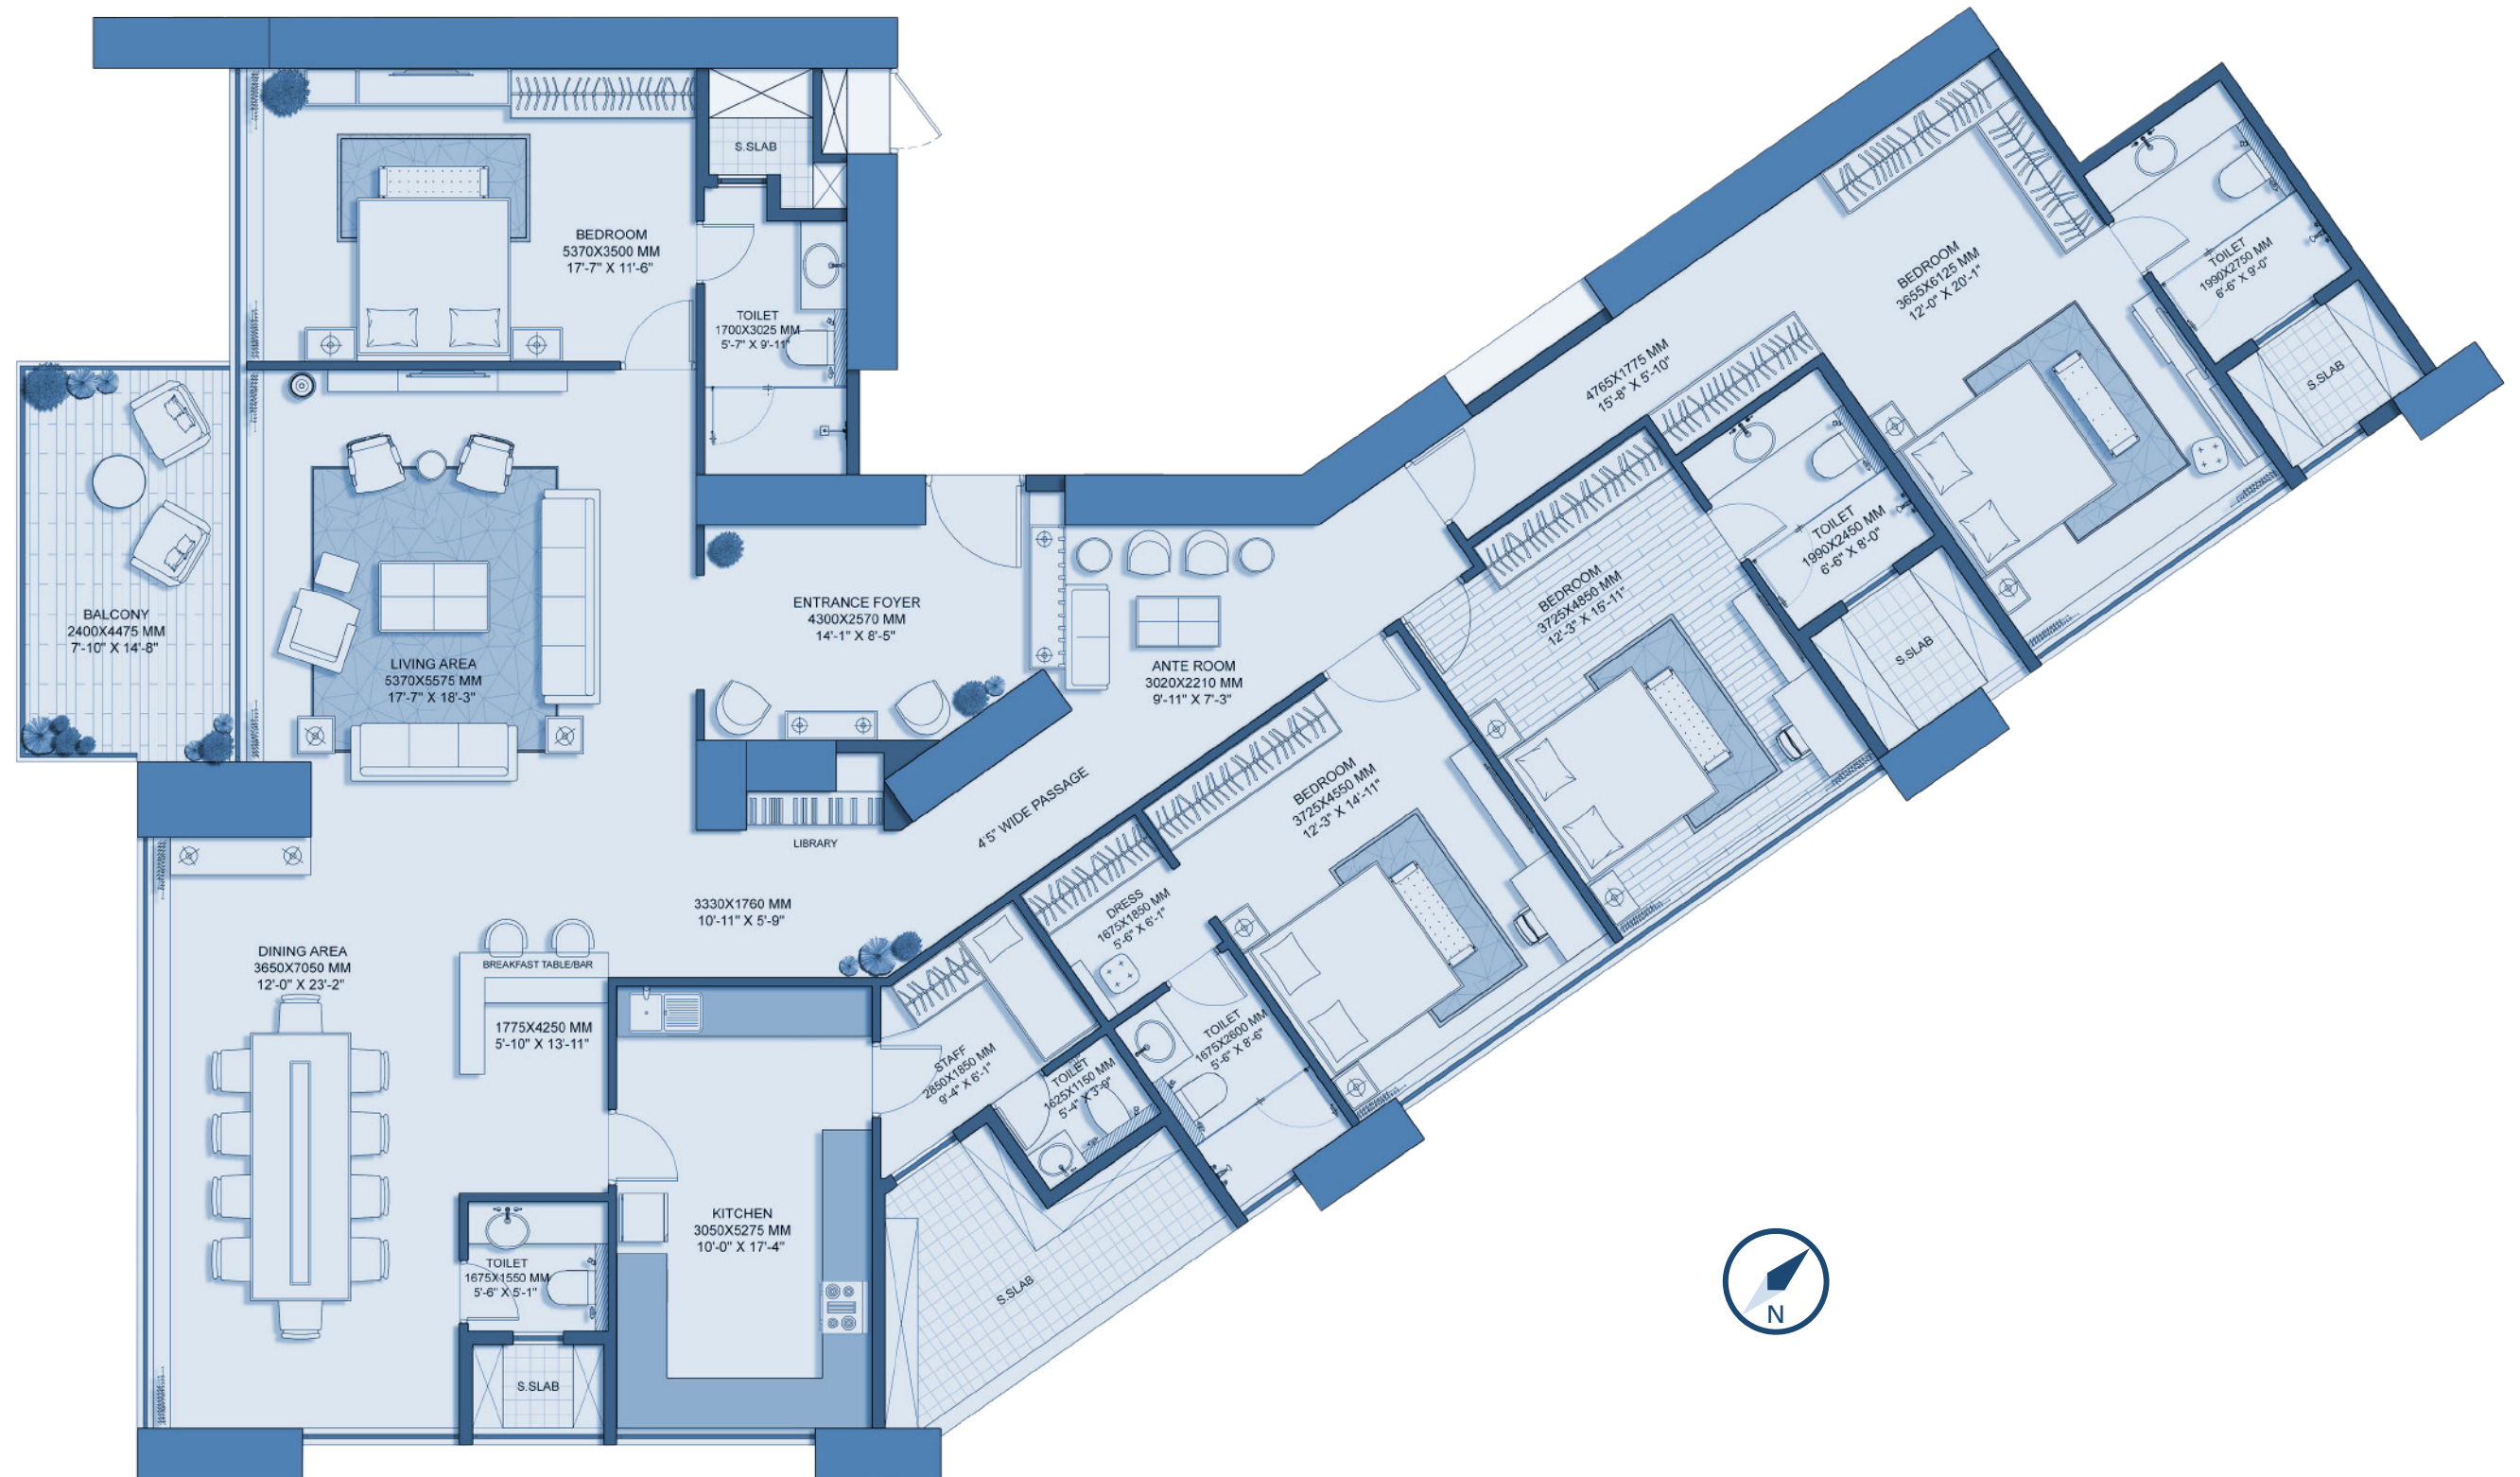 S.SLAB
BEDROOM
5370X3500 MM
17'-7" X 11'-6"
TOILET
1700X3025 MM
5'-7" X 9'-11"
BEDROOM
3655X6125 MM
12'-0" X 20'-1"
TOILET
1990X2750 MM
6'-6" X 9'-0"
S.SLAB
4765X1775 MM
15'-8" X 5'-10"
TOILET
1990X2450 MM
6'-6" X 8'-0"
S.SLAB
BEDROOM
3725X4850 MM
12'-3" X 15'-11"
BALCONY
2400X4475 MM
7'-10" X 14'-8"
LIVING AREA
5370X5575 MM
17'-7" X 18'-3"
ENTRANCE FOYER
4300X2570 MM
14'-1" X 8'-5"
ANTE ROOM
3020X2210 MM
9'-11" X 7'-3"
4'5" WIDE PASSAGE
LIBRARY
BEDROOM
3725X4550 MM
12'-3" X 14'-11"
DRESS
1675X1850 MM
5'-6" X 6'-1"
3330X1760 MM
10'-11" X 5'-9"
DINING AREA
3650X7050 MM
12'-0" X 23'-2"
BREAKFAST TABLE/BAR
1775X4250 MM
5'-10" X 13'-11"
STAFF
2850X1850 MM
9'-4" X 6'-1"
TOILET
1625X1150 MM
5'-4" X 3'-9"
TOILET
1675X2600 MM
5'-6" X 8'-6"
KITCHEN
3050X5275 MM
10'-0" X 17'-4"
TOILET
1675X1550 MM
5'-6" X 5'-1"
S.SLAB
S.SLAB
N